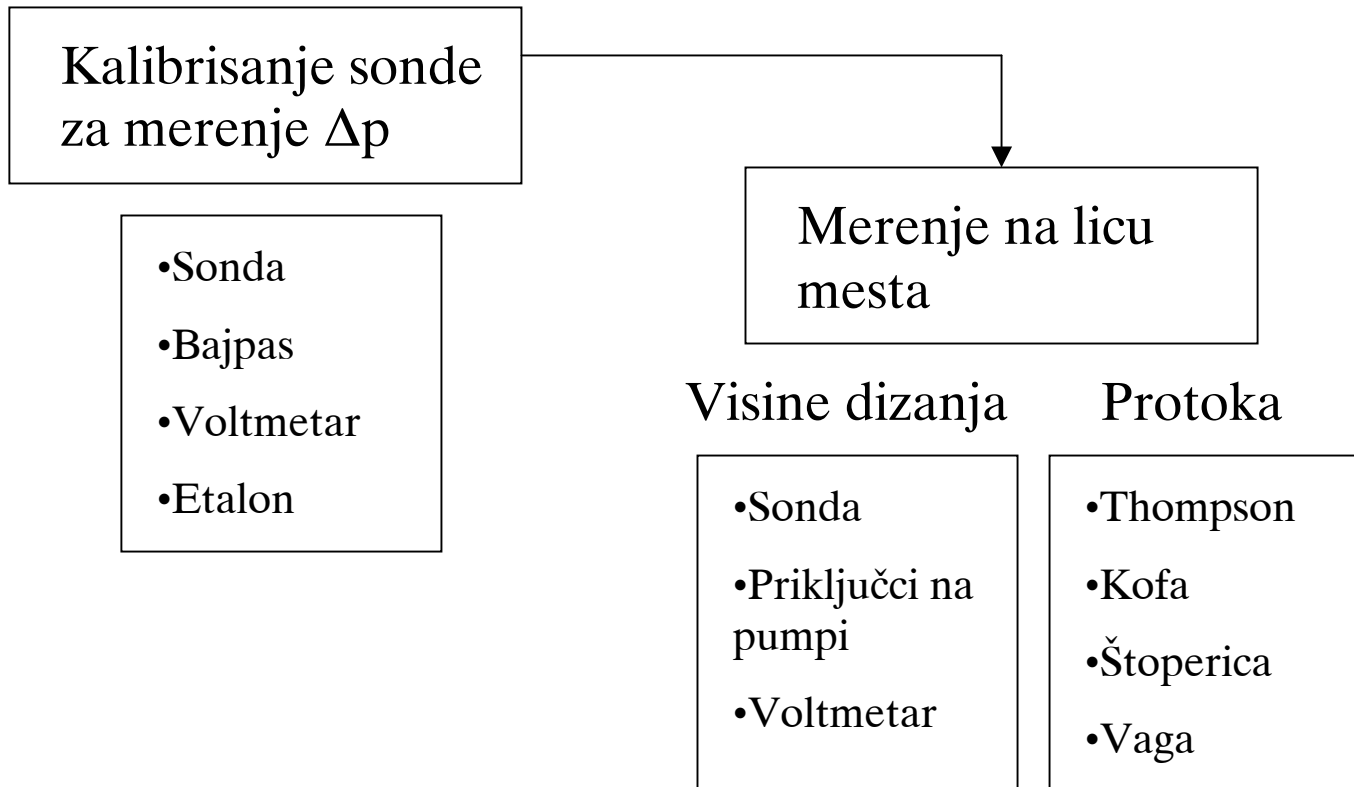 Kalibrisanje sonde
za merenje Δp
•Sonda
•Bajpas
•Voltmetar
•Etalon
Merenje na licu
mesta
Visine dizanja
•Sonda
•Priključci na
pumpi
•Voltmetar
Protoka
•Thompson
•Kofa
•Štoperica
•Vaga